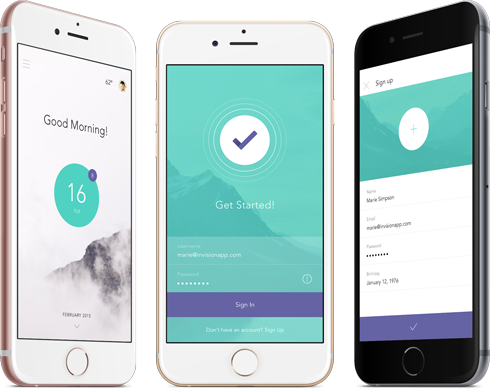 62°
Good Morning!
16
FEBRUARY 2015
Get Started!
Username
marie@invisionapp.com
Password
Sign In
Don't have an account? Sign Up
Sign up
Name
Marie Simpson
Email
marie@invisionapp.com
Password
Birthday
January 12, 1976